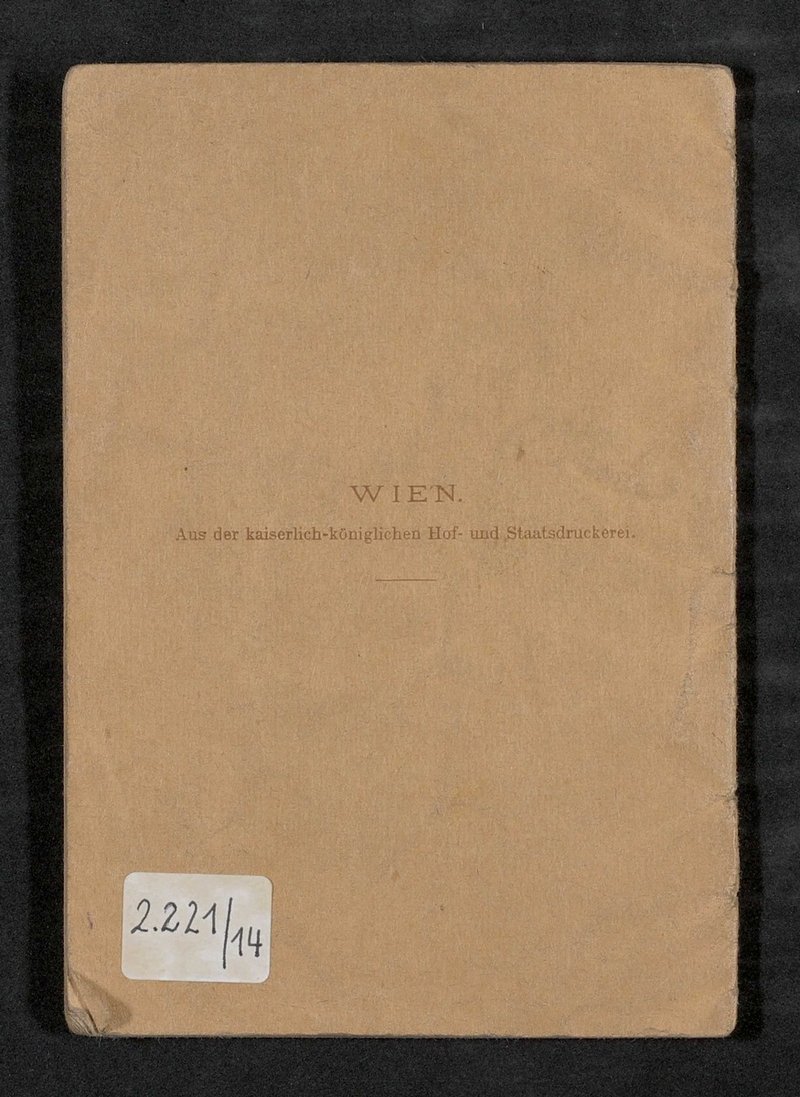 WIEN.
Aus der kaiserlich-königlichen Hof- und Staatsdruckerei.
2.221/14